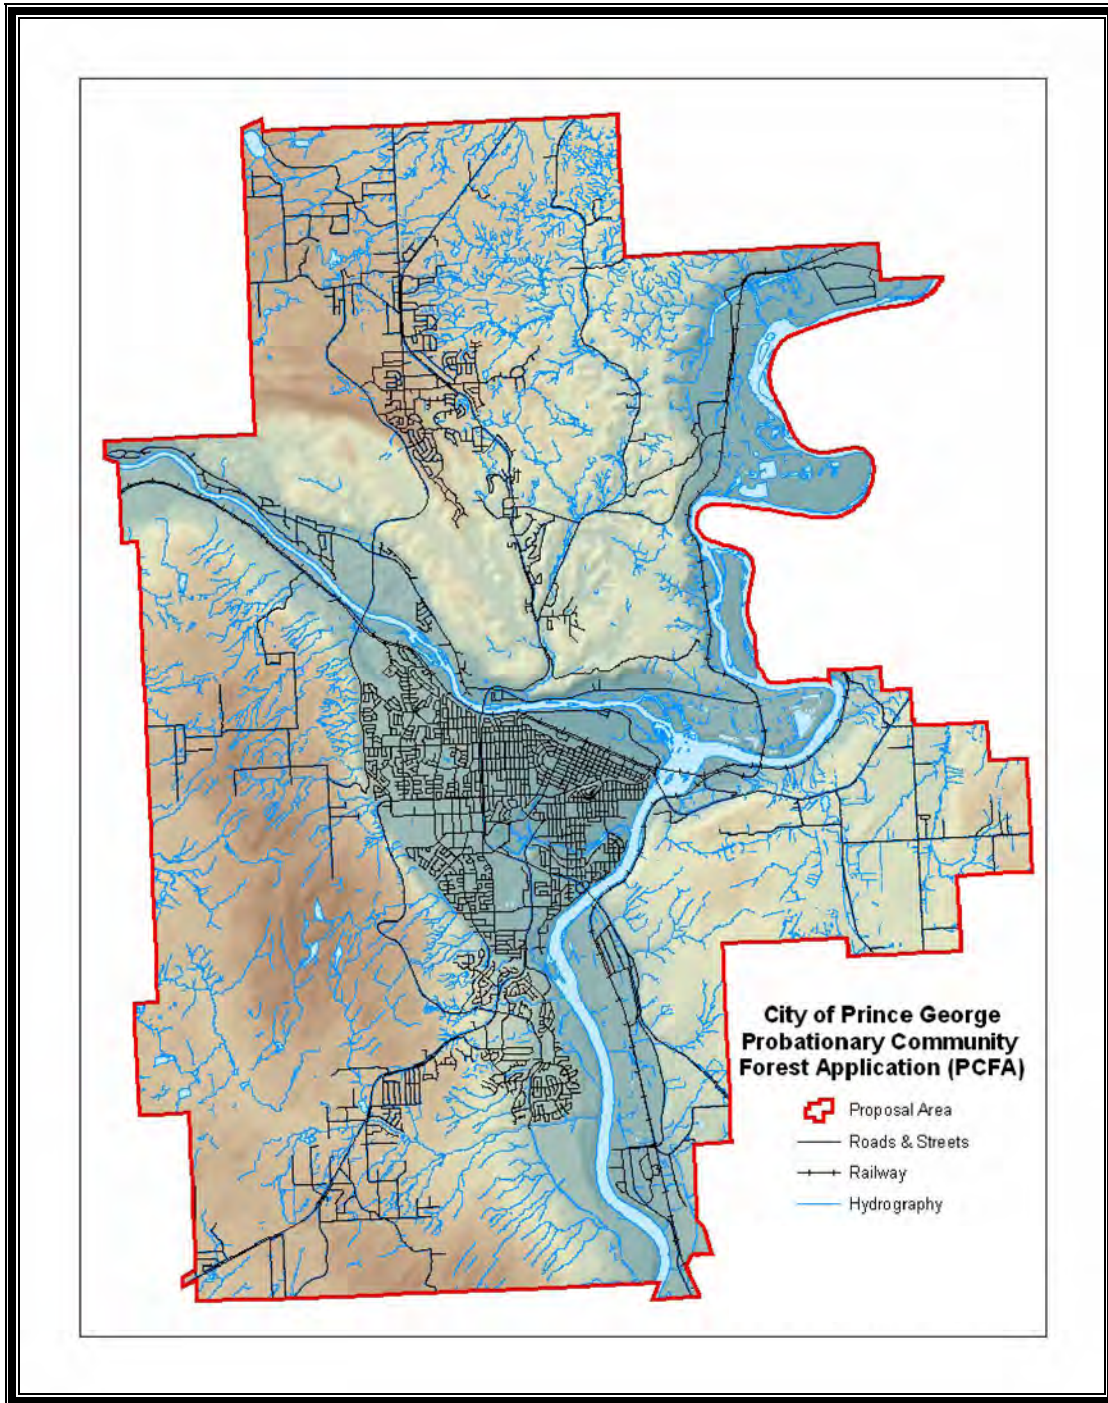 City of Prince George
Probationary Community
Forest Application (PCFA)
Proposal Area
Roads & Streets
Railway
Hydrography